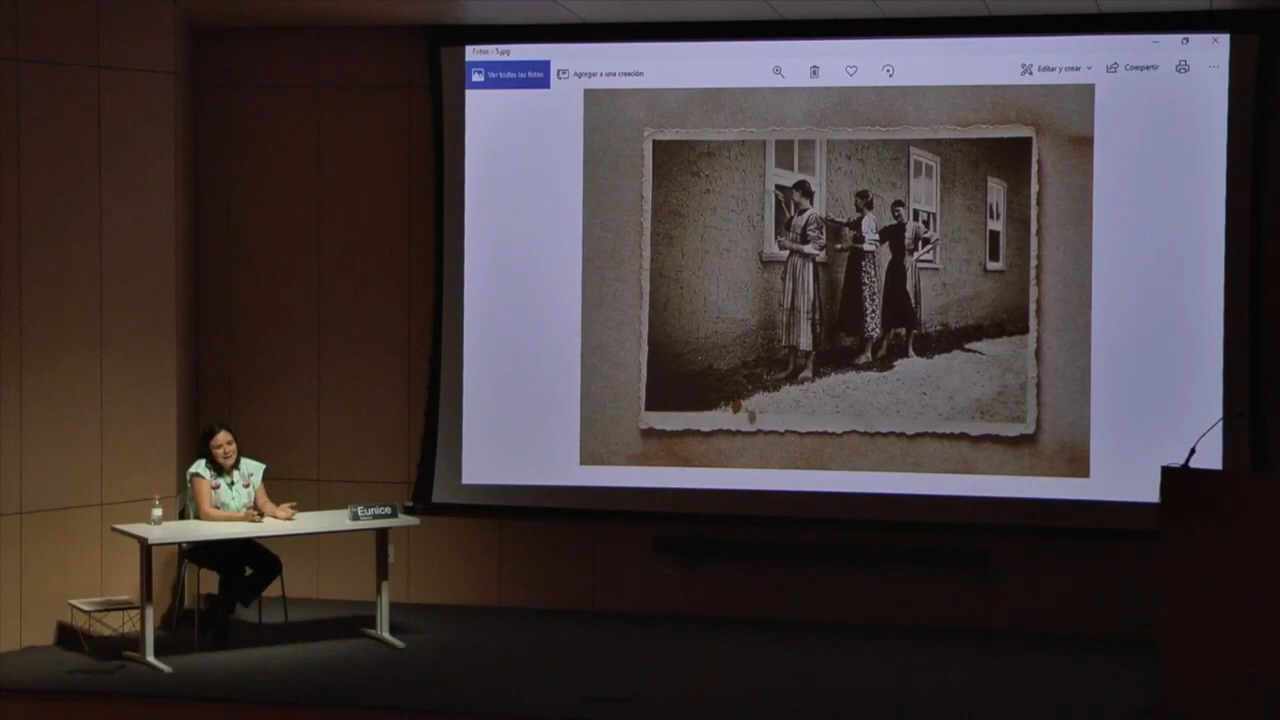 Fotos - 5.jpg
Ver todas las fotos
Agregar a una creación
Editar y crear
Compartir
Eunice